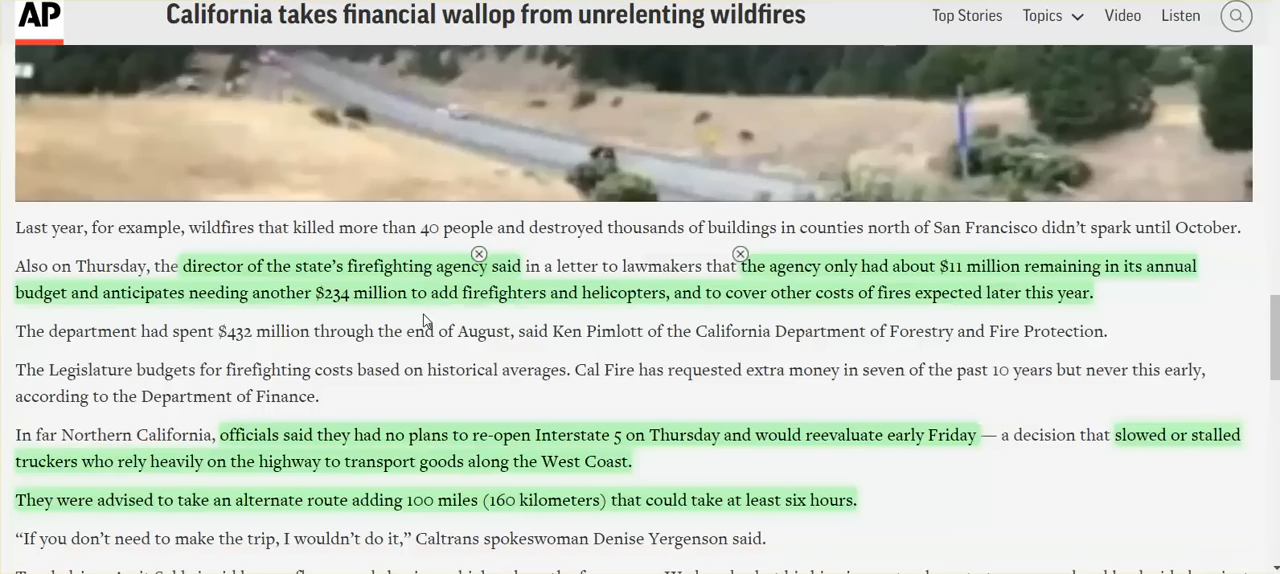 AP
California takes financial wallop from unrelenting wildfires
Top Stories Topics Video Listen
Last year, for example, wildfires that killed more than 40 people and destroyed thousands of buildings in counties north of San Francisco didn’t spark until October.
Also on Thursday, the director of the state’s firefighting agency said in a letter to lawmakers that the agency only had about $11 million remaining in its annual
budget and anticipates needing another $234 million to add firefighters and helicopters, and to cover other costs of fires expected later this year.
The department had spent $432 million through the end of August, said Ken Pimlott of the California Department of Forestry and Fire Protection.
The Legislature budgets for firefighting costs based on historical averages. Cal Fire has requested extra money in seven of the past 10 years but never this early,
according to the Department of Finance.
In far Northern California, officials said they had no plans to re-open Interstate 5 on Thursday and would reevaluate early Friday — a decision that slowed or stalled
truckers who rely heavily on the highway to transport goods along the West Coast.
They were advised to take an alternate route adding 100 miles (160 kilometers) that could take at least six hours.
“If you don’t need to make the trip, I wouldn’t do it,” Caltrans spokeswoman Denise Yergenson said.